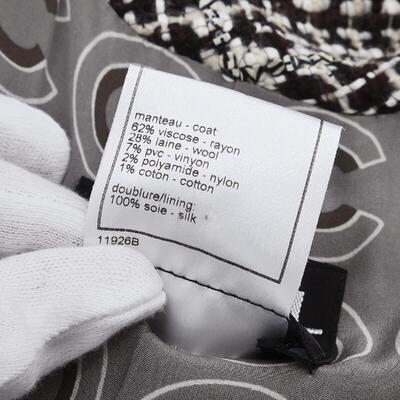 manteau - coat
62% viscose - rayon
28% laine - wool
7% pvc - vinyon
2% polyamide - nylon
1% coton - cotton
doublure/lining:
100% soie - silk
11926B